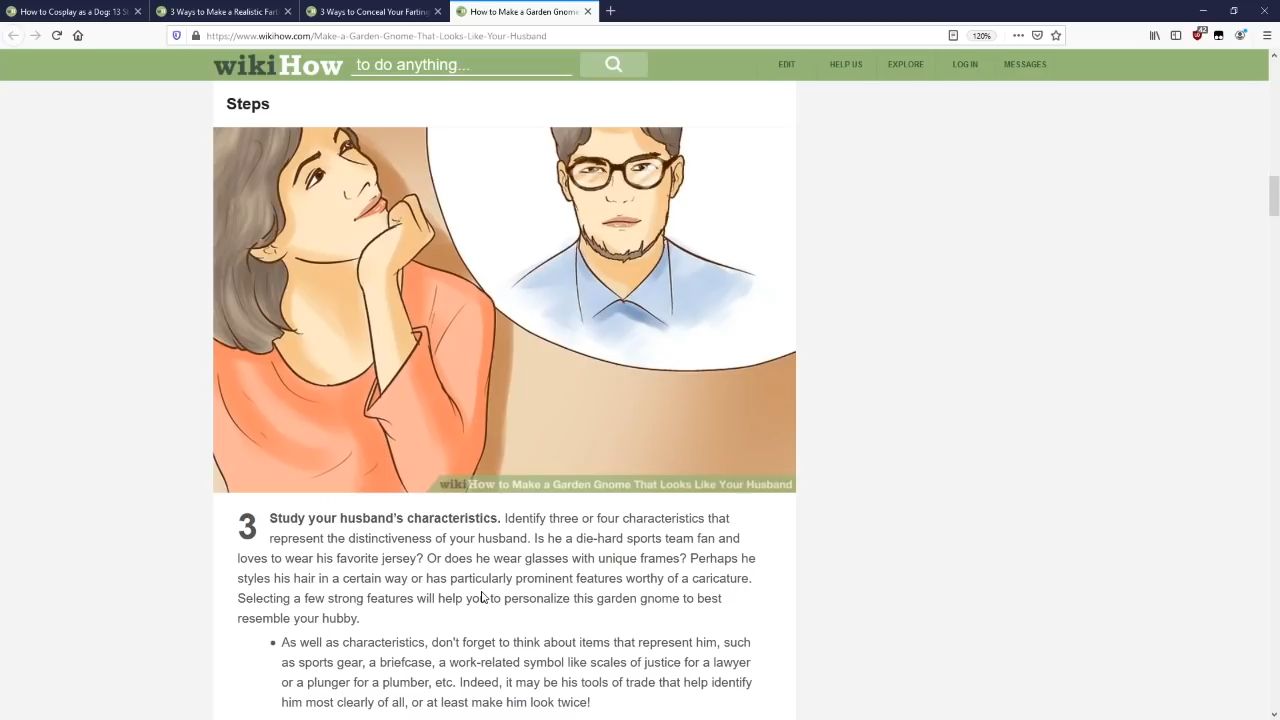 How to Cosplay as a Dog: 13 St
3 Ways to Make a Realistic Fart
3 Ways to Conceal Your Farting
How to Make a Garden Gnome
https://www.wikihow.com/Make-a-Garden-Gnome-That-Looks-Like-Your-Husband
120%
wikiHow to do anything...
EDIT
HELP US
EXPLORE
LOG IN
MESSAGES
Steps
wikiHow to Make a Garden Gnome That Looks Like Your Husband
3 Study your husband's characteristics. Identify three or four characteristics that
represent the distinctiveness of your husband. Is he a die-hard sports team fan and
loves to wear his favorite jersey? Or does he wear glasses with unique frames? Perhaps he
styles his hair in a certain way or has particularly prominent features worthy of a caricature.
Selecting a few strong features will help you to personalize this garden gnome to best
resemble your hubby.
• As well as characteristics, don't forget to think about items that represent him, such
as sports gear, a briefcase, a work-related symbol like scales of justice for a lawyer
or a plunger for a plumber, etc. Indeed, it may be his tools of trade that help identify
him most clearly of all, or at least make him look twice!